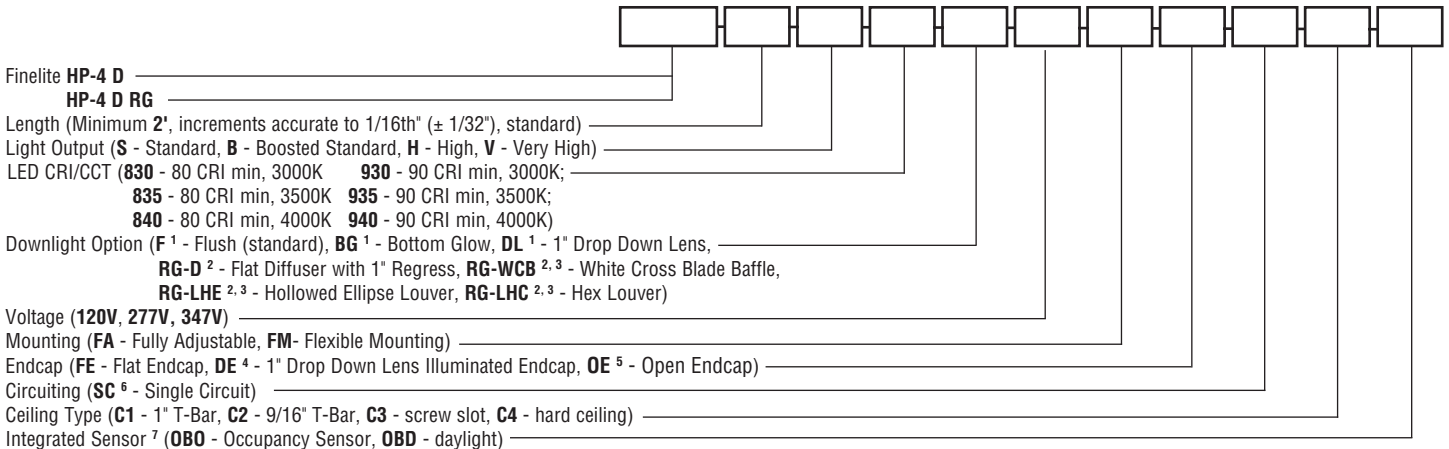 Finelite HP-4 D
HP-4 D RG
Length (Minimum 2', increments accurate to 1/16th" (± 1/32"), standard)
Light Output (S - Standard, B - Boosted Standard, H - High, V - Very High)
LED CRI/CCT (830 - 80 CRI min, 3000K 930 - 90 CRI min, 3000K;
835 - 80 CRI min, 3500K 935 - 90 CRI min, 3500K;
840 - 80 CRI min, 4000K 940 - 90 CRI min, 4000K)
Downlight Option (F ¹ - Flush (standard), BG ¹ - Bottom Glow, DL ¹ - 1" Drop Down Lens,
RG-D ² - Flat Diffuser with 1" Regress, RG-WCB ²,³ - White Cross Blade Baffle,
RG-LHE ²,³ - Hollowed Ellipse Louver, RG-LHC ²,³ - Hex Louver)
Voltage (120V, 277V, 347V)
Mounting (FA - Fully Adjustable, FM- Flexible Mounting)
Endcap (FE - Flat Endcap, DE ⁴ - 1" Drop Down Lens Illuminated Endcap, OE ⁵ - Open Endcap)
Circuiting (SC ⁶ - Single Circuit)
Ceiling Type (C1 - 1" T-Bar, C2 - 9/16" T-Bar, C3 - screw slot, C4 - hard ceiling)
Integrated Sensor ⁷ (OBO - Occupancy Sensor, OBD - daylight)